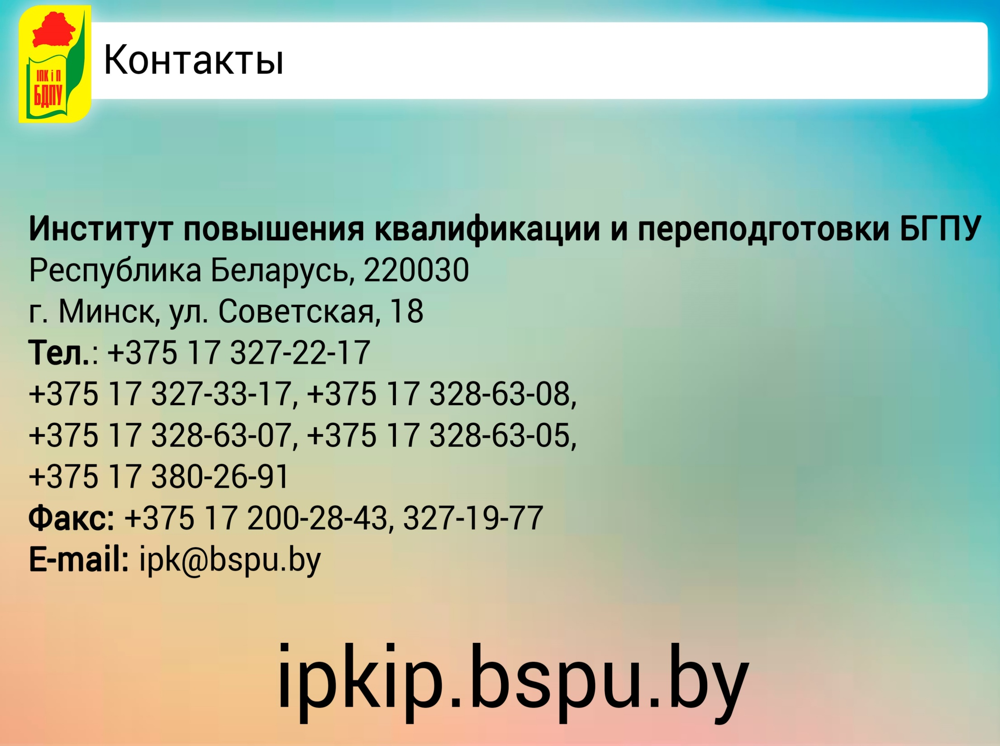 ІПК і П
БДПУ
Контакты
Институт повышения квалификации и переподготовки БГПУ
Республика Беларусь, 220030
г. Минск, ул. Советская, 18
Тел.: +375 17 327-22-17
+375 17 327-33-17, +375 17 328-63-08,
+375 17 328-63-07, +375 17 328-63-05,
+375 17 380-26-91
Факс: +375 17 200-28-43, 327-19-77
E-mail: ipk@bspu.by
ipkip.bspu.by